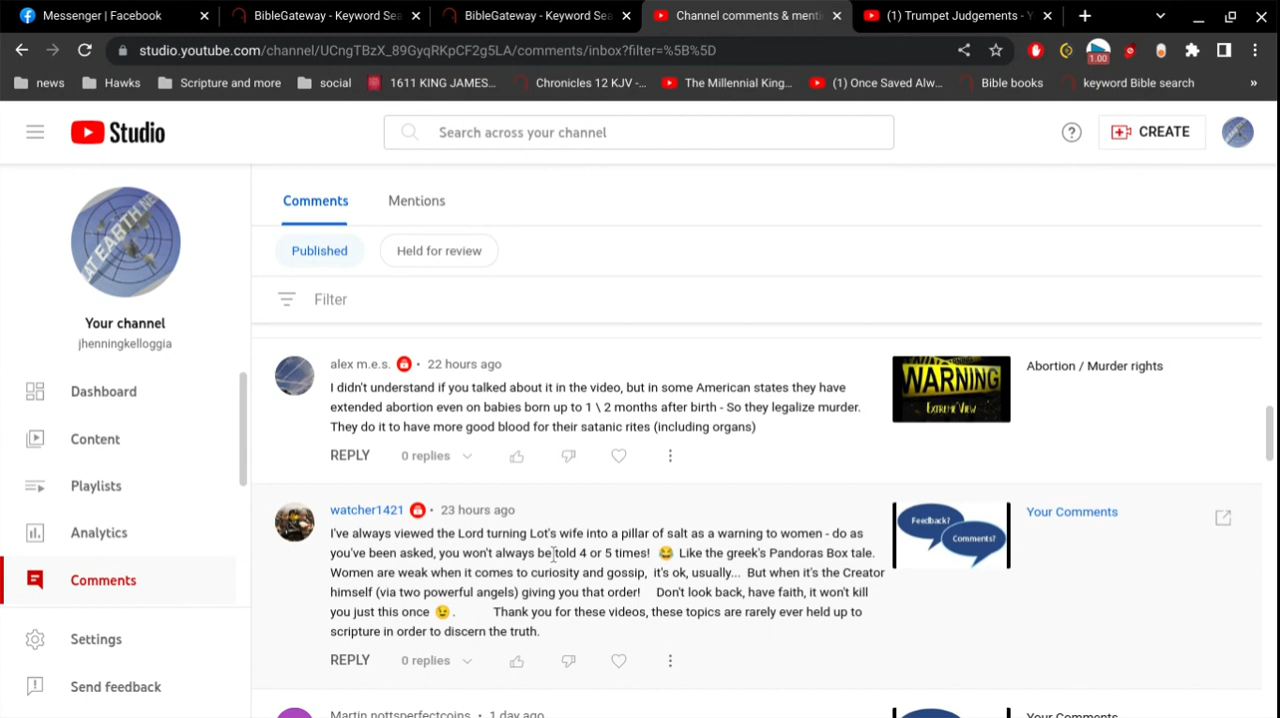 Messenger | Facebook
BibleGateway - Keyword Sea
BibleGateway - Keyword Sea
Channel comments & menti
(1) Trumpet Judgements - Y
studio.youtube.com/channel/UCngTBzX_89GyqRKpCF2g5LA/comments/inbox?filter=%5B%5D
1.00
news
Hawks
Scripture and more
social
1611 KING JAMES...
Chronicles 12 KJV -...
The Millennial King...
(1) Once Saved Alw...
Bible books
keyword Bible search
»
Studio
Search across your channel
CREATE
AT EARTH NE
Your channel
jhenningkelloggia
Dashboard
Content
Playlists
Analytics
Comments
Settings
Send feedback
Comments
Mentions
Published
Held for review
Filter
alex m.e.s. • 22 hours ago
I didn't understand if you talked about it in the video, but in some American states they have
extended abortion even on babies born up to 1 \ 2 months after birth - So they legalize murder.
They do it to have more good blood for their satanic rites (including organs)
REPLY 0 replies
WARNING
EXTREME VIEW
Abortion / Murder rights
watcher1421 • 23 hours ago
I've always viewed the Lord turning Lot's wife into a pillar of salt as a warning to women - do as
you've been asked, you won't always be told 4 or 5 times! 😂 Like the greek's Pandoras Box tale.
Women are weak when it comes to curiosity and gossip, it's ok, usually... But when it's the Creator
himself (via two powerful angels) giving you that order! Don't look back, have faith, it won't kill
you just this once 😉 . Thank you for these videos, these topics are rarely ever held up to
scripture in order to discern the truth.
REPLY 0 replies
Feedback?
Comments?
Your Comments
Martin nottsperfectcoins • 1 day ago
Your Comments